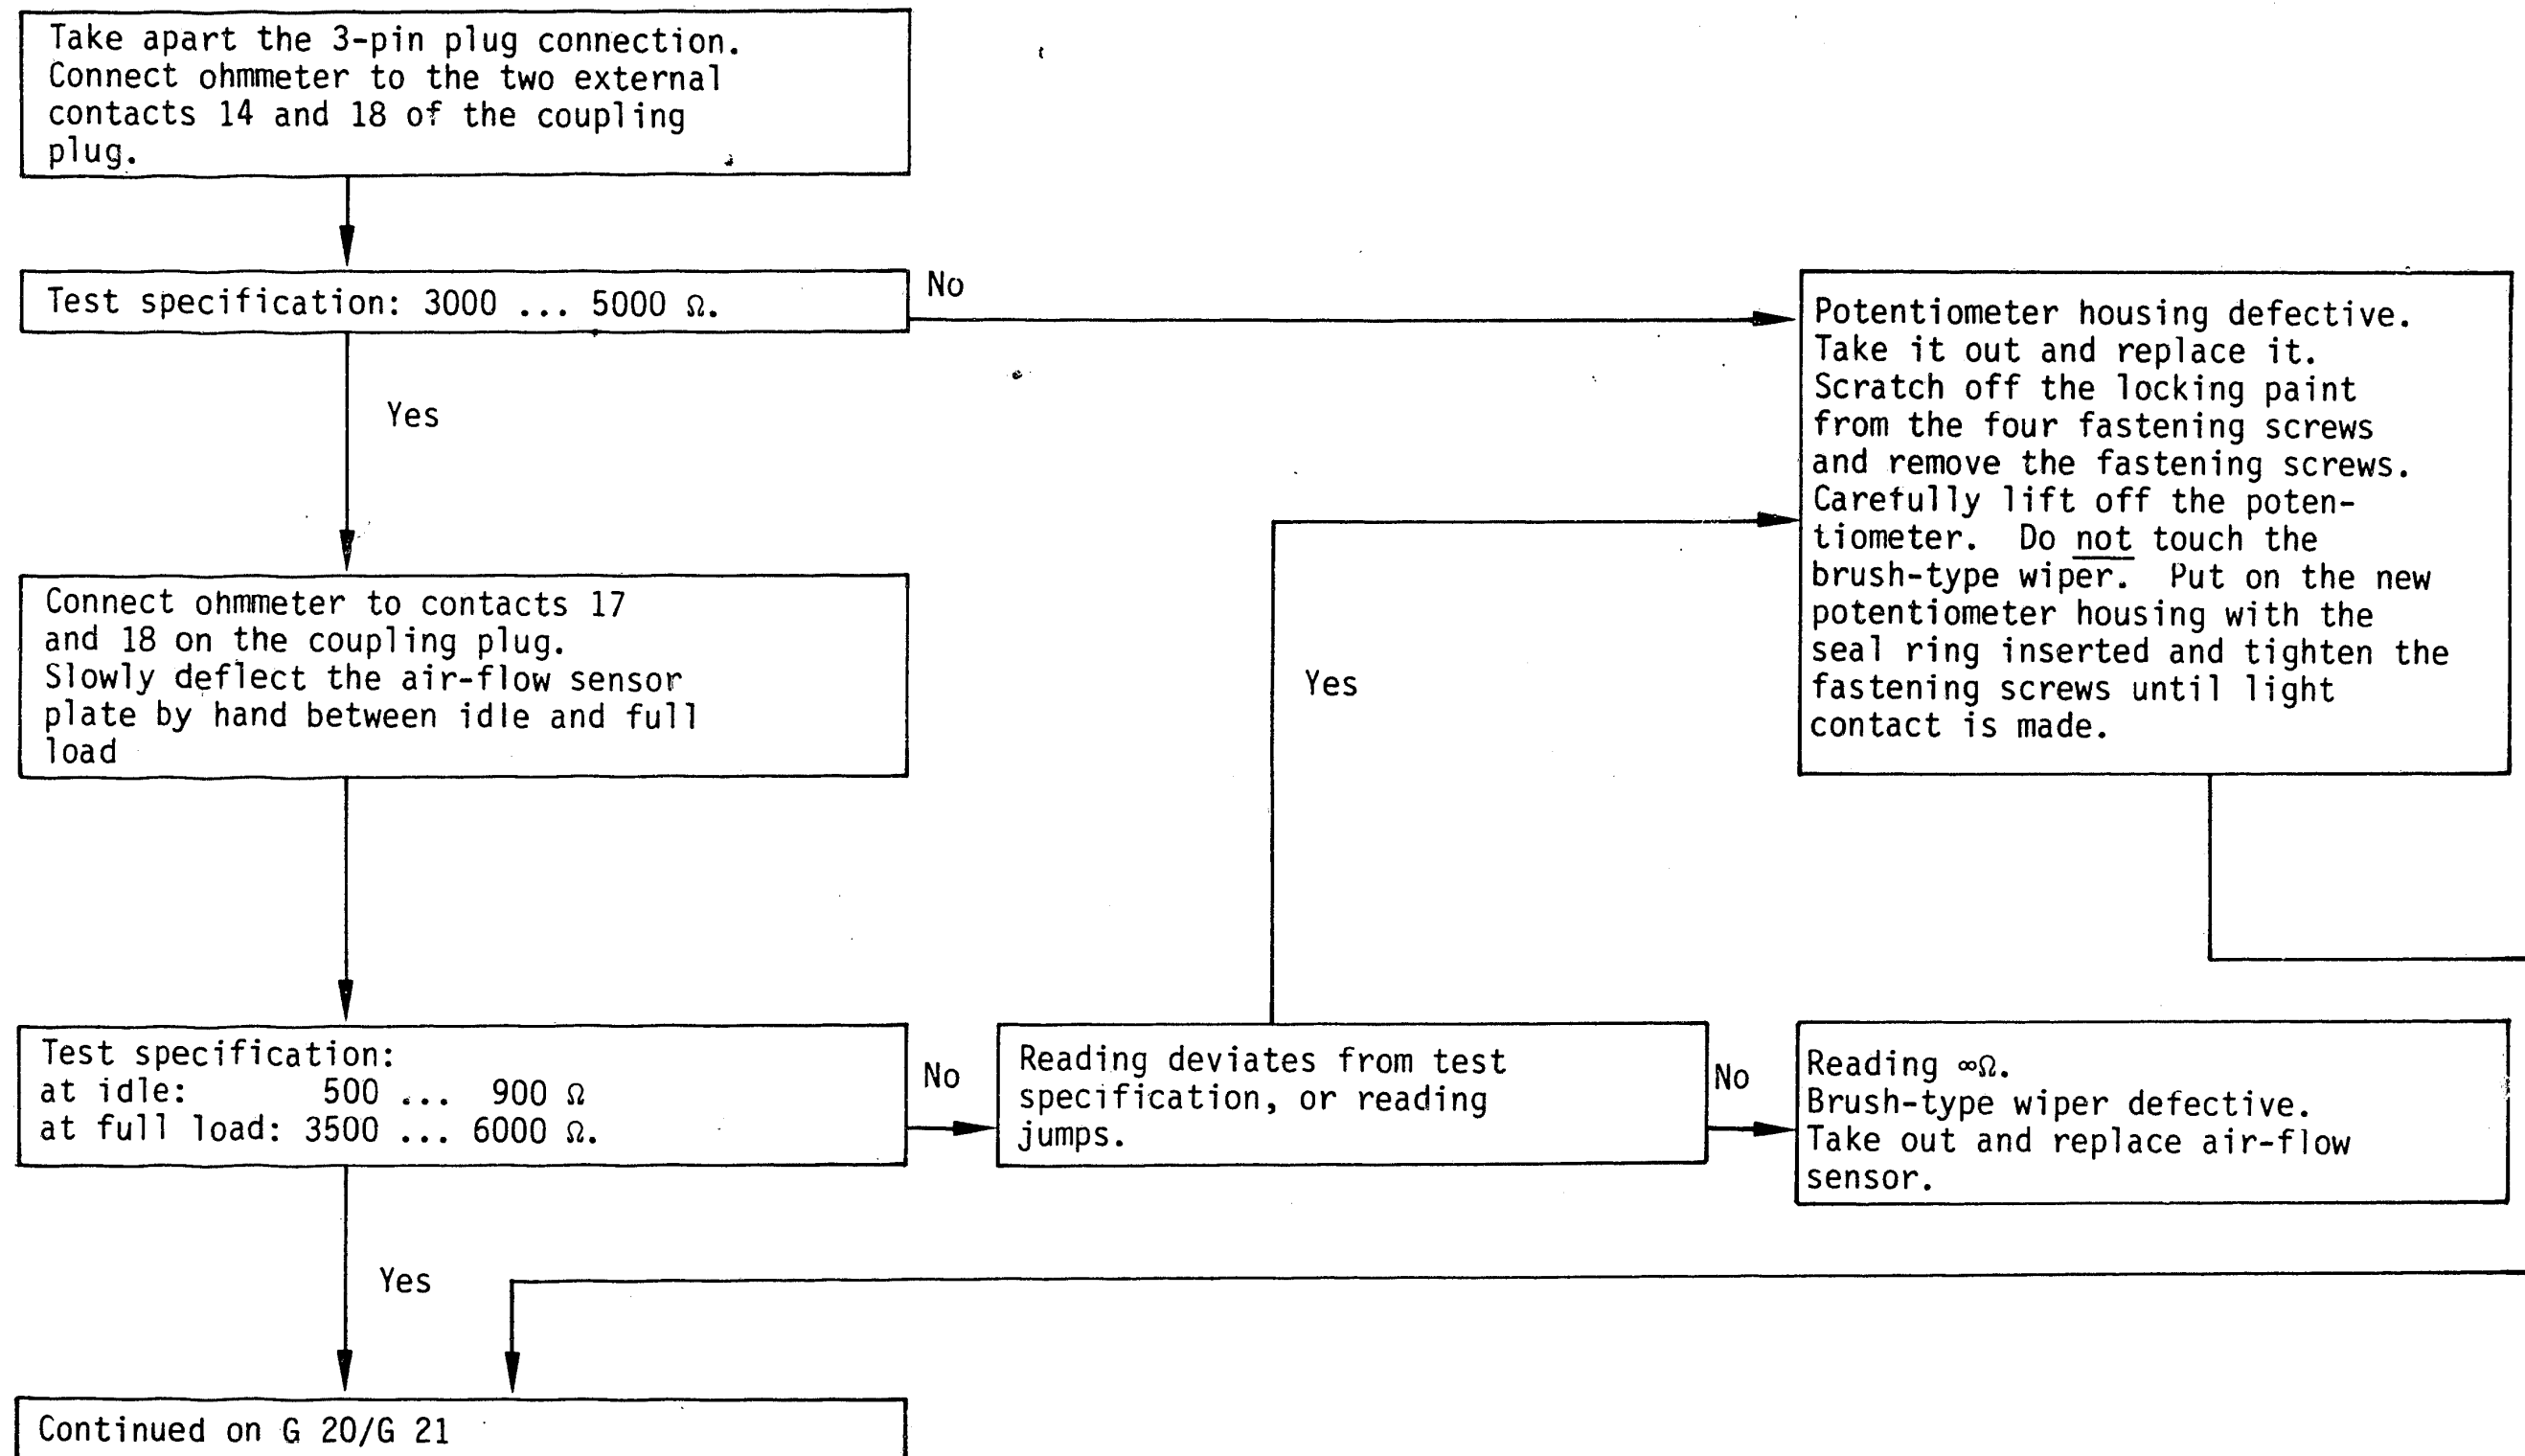 Take apart the 3-pin plug connection.
Connect ohmmeter to the two external
contacts 14 and 18 of the coupling
plug.
Test specification: 3000 ... 5000 Ω.
No
Yes
Potentiometer housing defective.
Take it out and replace it.
Scratch off the locking paint
from the four fastening screws
and remove the fastening screws.
Carefully lift off the poten-
tiometer. Do not touch the
brush-type wiper. Put on the new
potentiometer housing with the
seal ring inserted and tighten the
fastening screws until light
contact is made.
Connect ohmmeter to contacts 17
and 18 on the coupling plug.
Slowly deflect the air-flow sensor
plate by hand between idle and full
load
Yes
Test specification:
at idle: 500 ... 900 Ω
at full load: 3500 ... 6000 Ω.
No
Reading deviates from test
specification, or reading
jumps.
No
Reading ∞Ω.
Brush-type wiper defective.
Take out and replace air-flow
sensor.
Yes
Continued on G 20/G 21